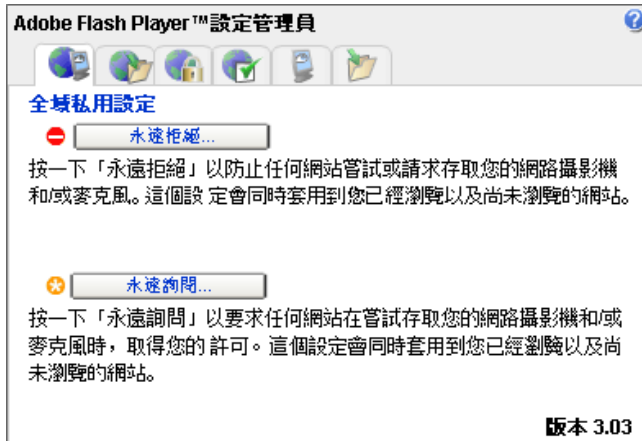 Adobe Flash Player™設定管理員
全域私用設定
永遠拒絕...
按一下「永遠拒絕」以防止任何網站嘗試或請求存取您的網路攝影機
和/或麥克風。這個設 定會同時套用到您已經瀏覽以及尚未瀏覽的網站。
永遠詢問...
按一下「永遠詢問」以要求任何網站在嘗試存取您的網路攝影機和/或
麥克風時，取得您的 許可。這個設定會同時套用到您已經瀏覽以及尚
未瀏覽的網站。
版本 3.03